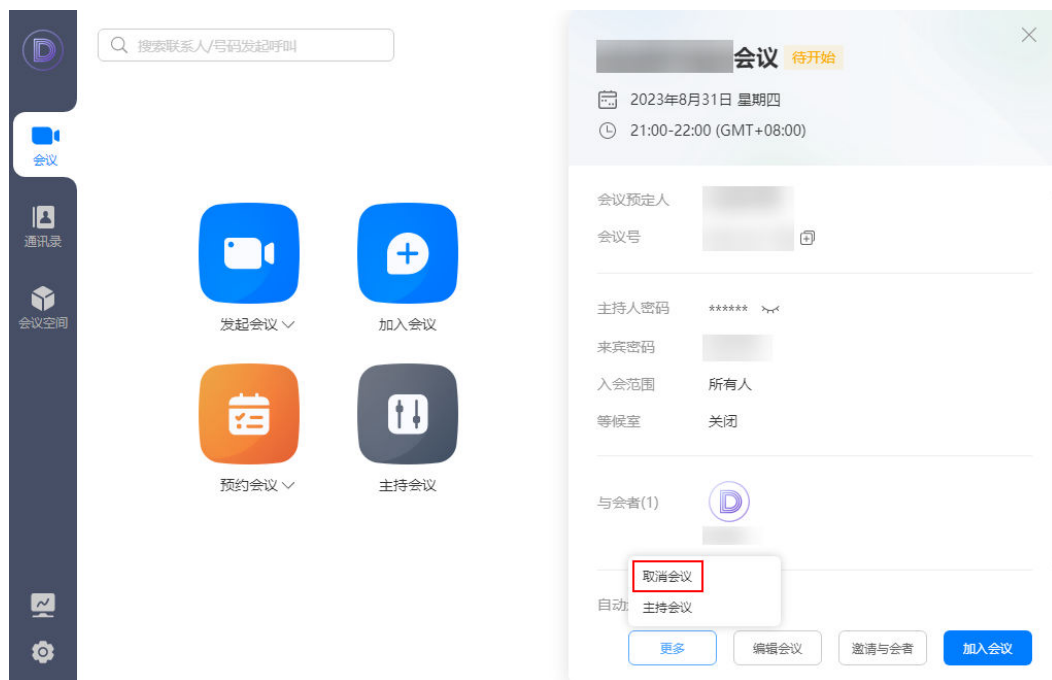 搜索联系人/号码发起呼叫
会议
通讯录
会议空间
发起会议
加入会议
预约会议
主持会议
会议 待开始
2023年8月31日 星期四
21:00-22:00 (GMT+08:00)
会议预定人
会议号
主持人密码 ******
来宾密码
入会范围 所有人
等候室 关闭
与会者(1)
取消会议
自动
主持会议
更多 编辑会议 邀请与会者 加入会议